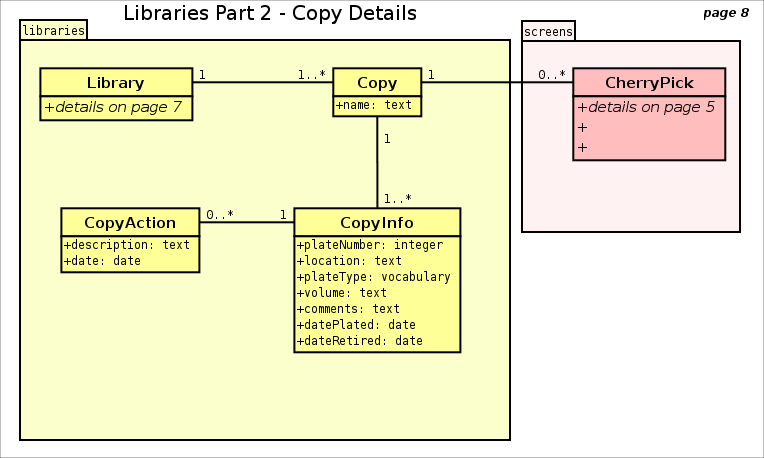 Libraries Part 2 - Copy Details
page 8
libraries
screens
Library
+details on page 7
1
1..*
Copy
+name: text
1
0..*
CherryPick
+details on page 5
+
+
1
1..*
CopyAction
+description: text
+date: date
0..*
1
CopyInfo
+plateNumber: integer
+location: text
+plateType: vocabulary
+volume: text
+comments: text
+datePlated: date
+dateRetired: date